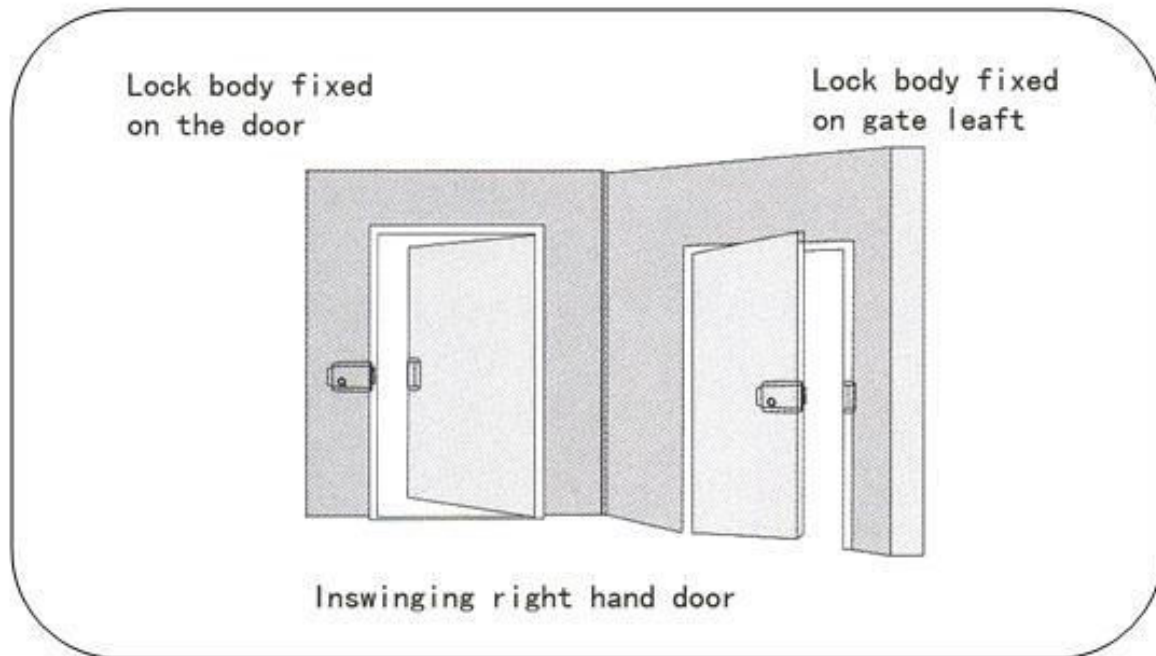 Lock body fixed
on the door
Lock body fixed
on gate leaft
Inswinging right hand door